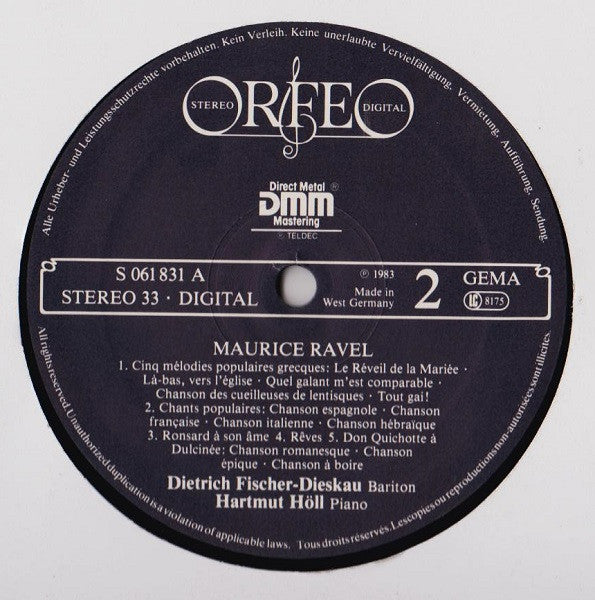 Alle Urheber- und Leistungsschutzrechte vorbehalten. Kein Verleih. Keine unerlaubte Vervielfältigung, Vermietung, Aufführung, Sendung.
ORFEO
STEREO DIGITAL
Direct Metal ®
DMM
Mastering
℗ TELDEC
S 061 831 A
STEREO 33 · DIGITAL
℗ 1983
Made in
West Germany
2
GEMA
LC 8175
MAURICE RAVEL
1. Cinq mélodies populaires grecques: Le Réveil de la Mariée ·
Là-bas, vers l'église · Quel galant m'est comparable ·
Chanson des cueilleuses de lentisques · Tout gai!
2. Chants populaires: Chanson espagnole · Chanson
française · Chanson italienne · Chanson hébraïque
3. Ronsard à son âme 4. Rêves 5. Don Quichotte à
Dulcinée: Chanson romanesque · Chanson
épique · Chanson à boire
Dietrich Fischer-Dieskau Bariton
Hartmut Höll Piano
All rights reserved. Unauthorized duplication is a violation of applicable laws. Tous droits réservés. Les copies ou reproductions non-autorisées sont illicites.